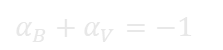 α_B + α_V = −1